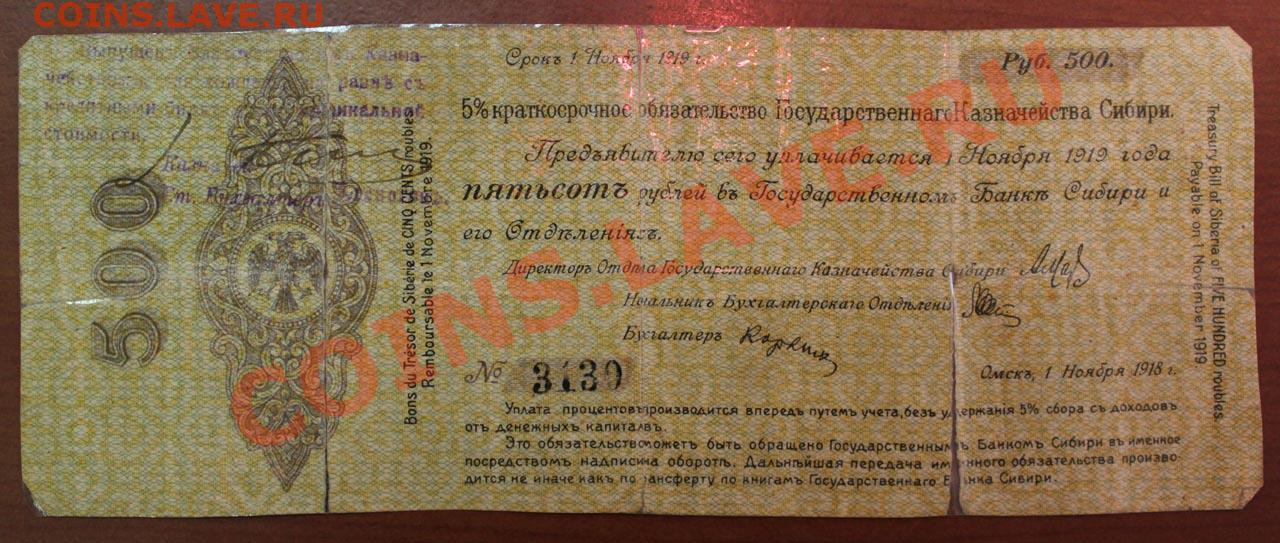 COINS.LAVE.RU
Выпущен
равнѣ съ
стоимости.
500
Bons du Trésor de Sibérie de CINQ CENTS roubles.
Remboursable le 1 Novembre 1919.
Срокъ 1 Ноября 1919 г.
Руб. 500.
5% краткосрочное обязательство Государственнаго Казначейства Сибири.
Предъявителю сего уплачивается 1 Ноября 1919 года
пятьсотъ рублей въ Государственномъ Банкѣ Сибири и
его Отдѣленіяхъ.
Директоръ Отдѣла Государственнаго Казначейства Сибири
Начальникъ Бухгалтерскаго Отдѣленія
Бухгалтеръ
№ 3130
Омскъ, 1 Ноября 1918 г.
Уплата процентовъ производится впередъ путемъ учета, безъ удержанія 5% сбора съ доходовъ
отъ денежныхъ капиталвъ.
Это обязательство можетъ быть обращено Государственнымъ Банкомъ Сибири въ именное
посредствомъ надписи на оборотѣ. Дальнѣйшая передача именного обязательства произво-
дится не иначе какъ по трансферту по книгамъ Государственнаго Банка Сибири.
Treasury Bill of Siberia of FIVE HUNDRED roubles.
Payable on 1 November 1919
COINS.LAVE.RU